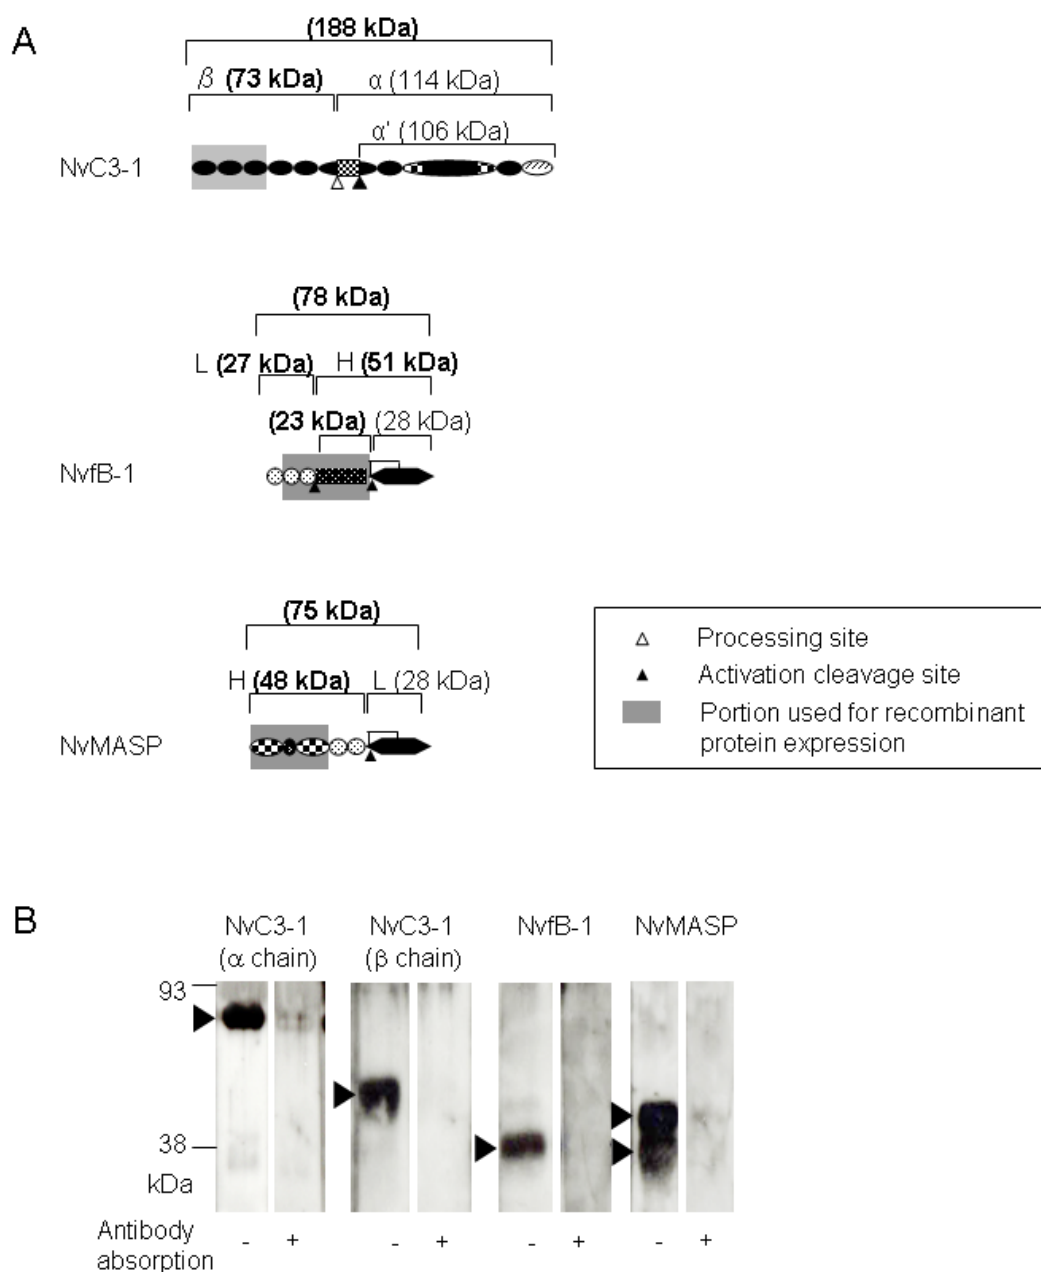 A
(188 kDa)
β (73 kDa)
α (114 kDa)
α' (106 kDa)
NvC3-1
(78 kDa)
L (27 kDa)
H (51 kDa)
(23 kDa)
(28 kDa)
NvfB-1
(75 kDa)
H (48 kDa)
L (28 kDa)
NvMASP
Processing site
Activation cleavage site
Portion used for recombinant
protein expression
B
NvC3-1
(α chain)
NvC3-1
(β chain)
NvfB-1
NvMASP
93
38
kDa
Antibody
absorption
- + - + - + - +